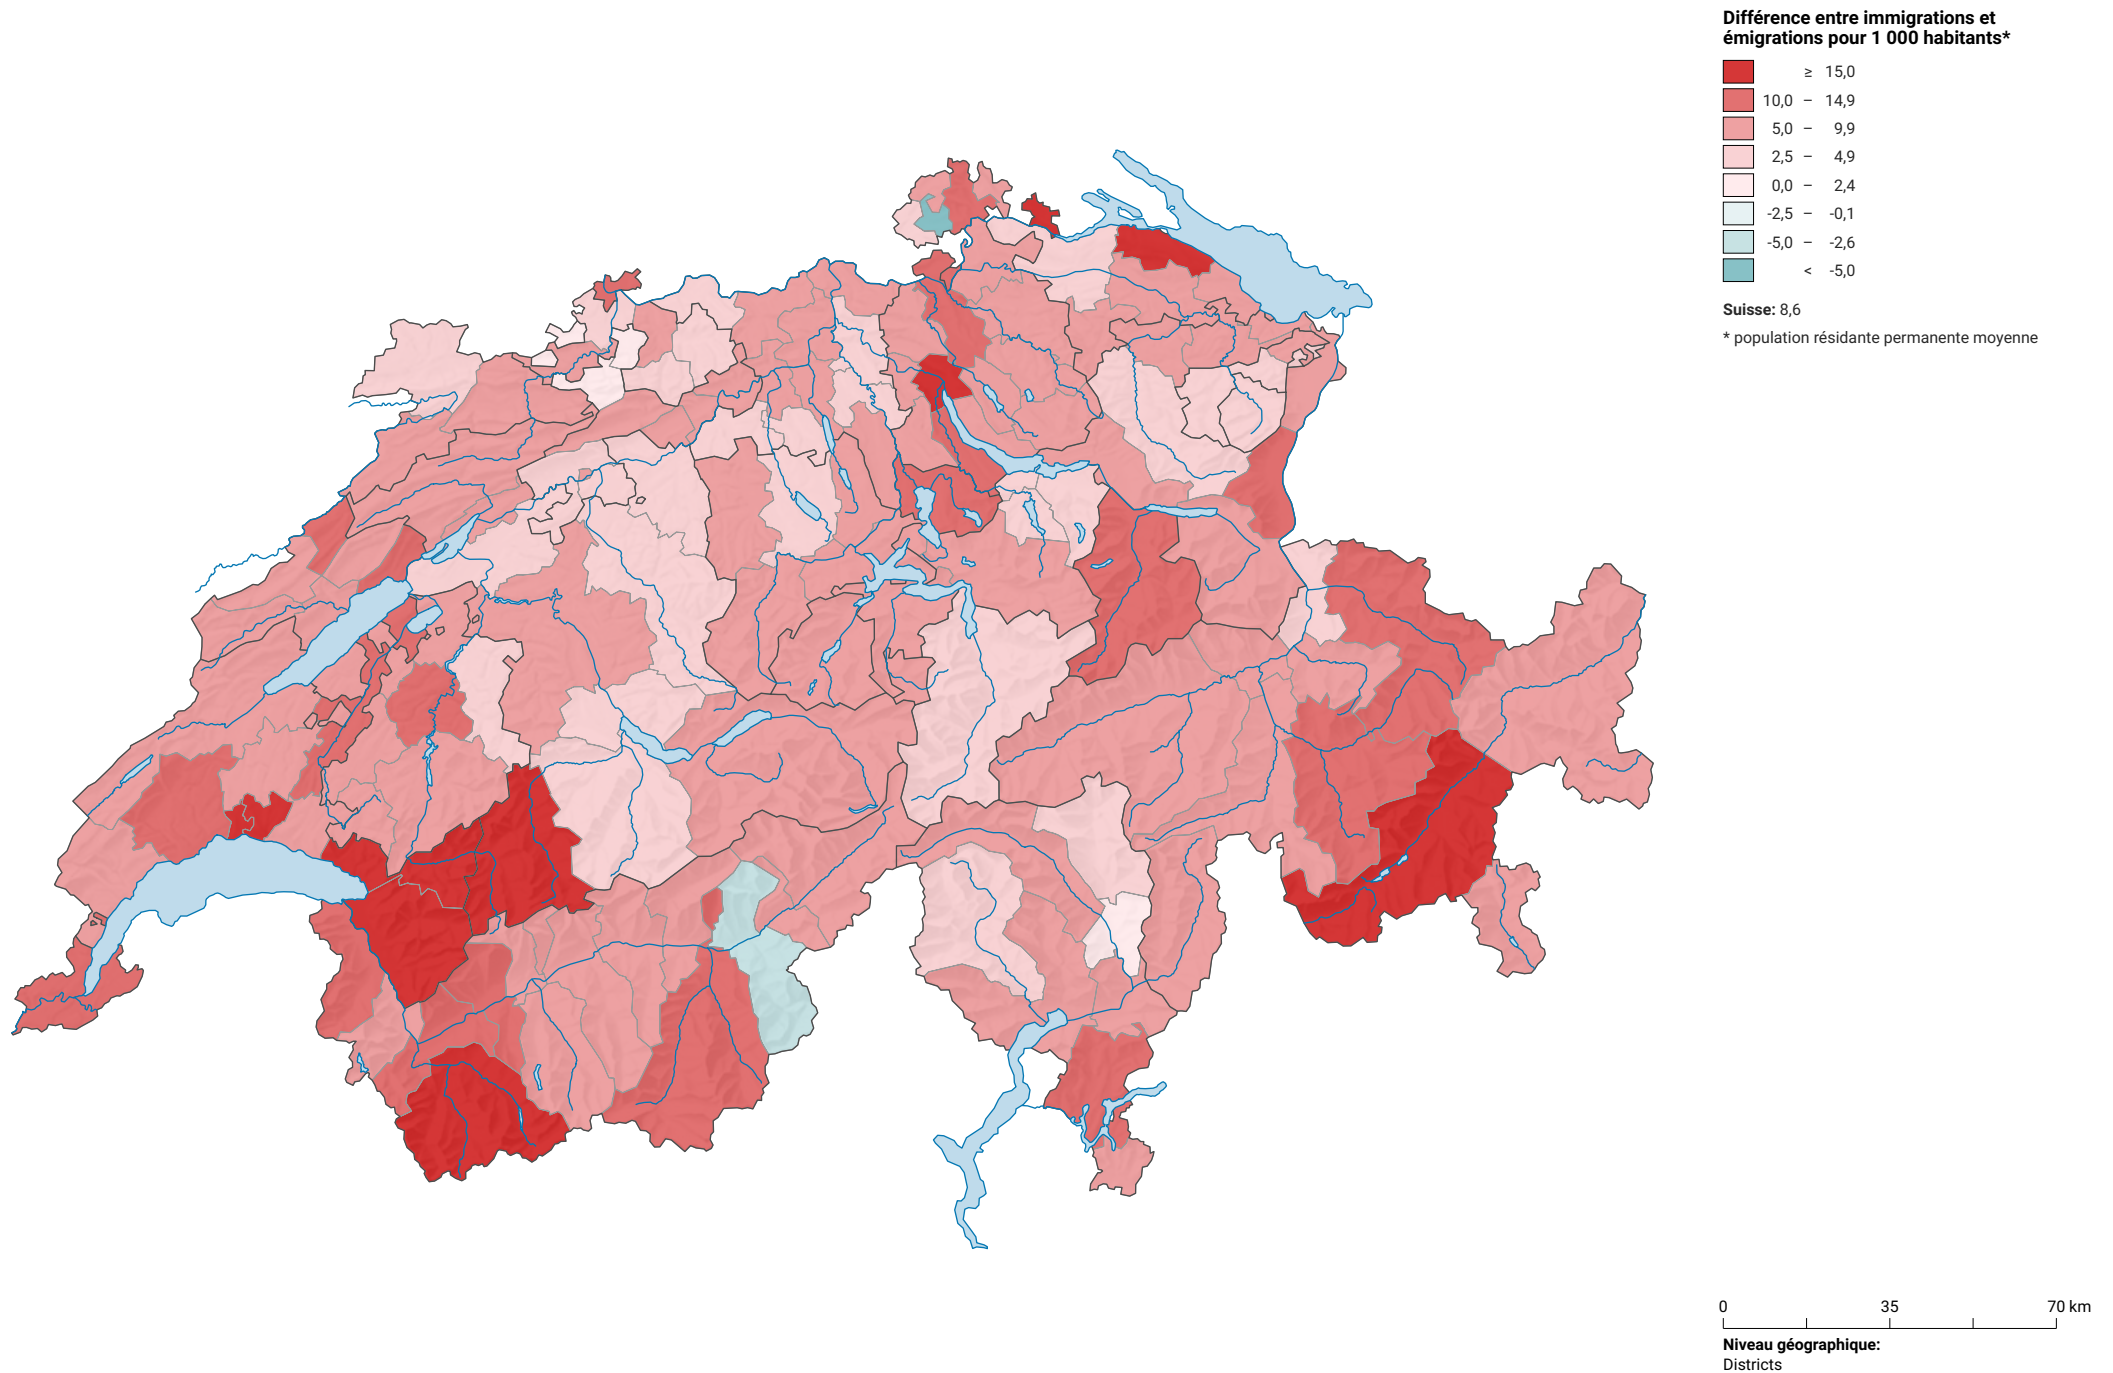 Différence entre immigrations et
émigrations pour 1 000 habitants*
≥ 15,0
10,0 – 14,9
5,0 – 9,9
2,5 – 4,9
0,0 – 2,4
-2,5 – -0,1
-5,0 – -2,6
< -5,0
Suisse: 8,6
* population résidante permanente moyenne
0 35 70 km
Niveau géographique:
Districts